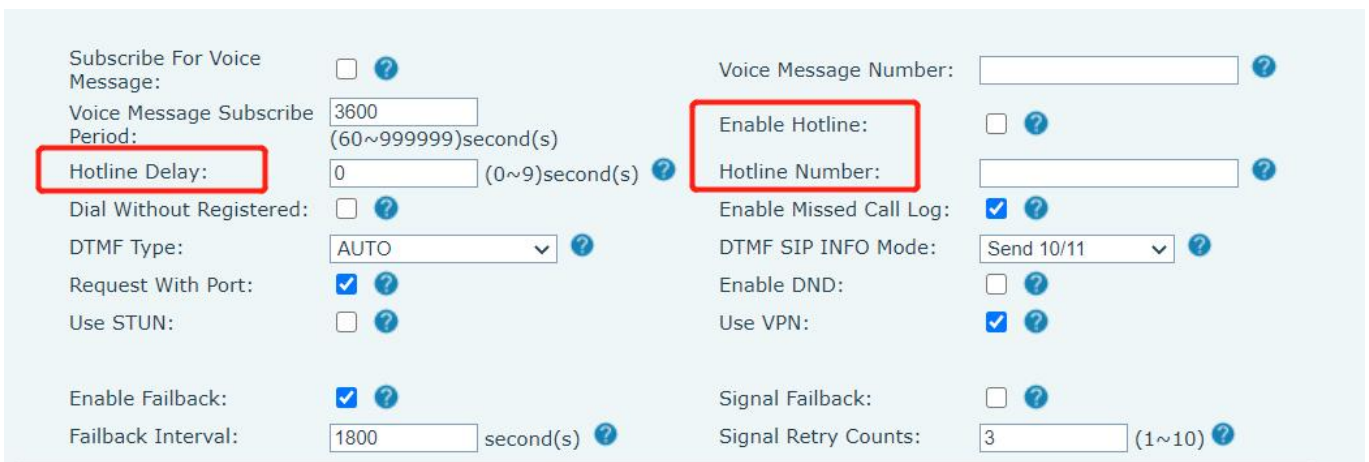 Subscribe For Voice Message: ? Voice Message Number: ?
Voice Message Subscribe Period: 3600 (60~999999)second(s) Enable Hotline: ?
Hotline Delay: 0 (0~9)second(s) ? Hotline Number: ?
Dial Without Registered: ? Enable Missed Call Log: ?
DTMF Type: AUTO ? DTMF SIP INFO Mode: Send 10/11 ?
Request With Port: ? Enable DND: ?
Use STUN: ? Use VPN: ?
Enable Failback: ? Signal Failback: ?
Failback Interval: 1800 second(s) ? Signal Retry Counts: 3 (1~10) ?